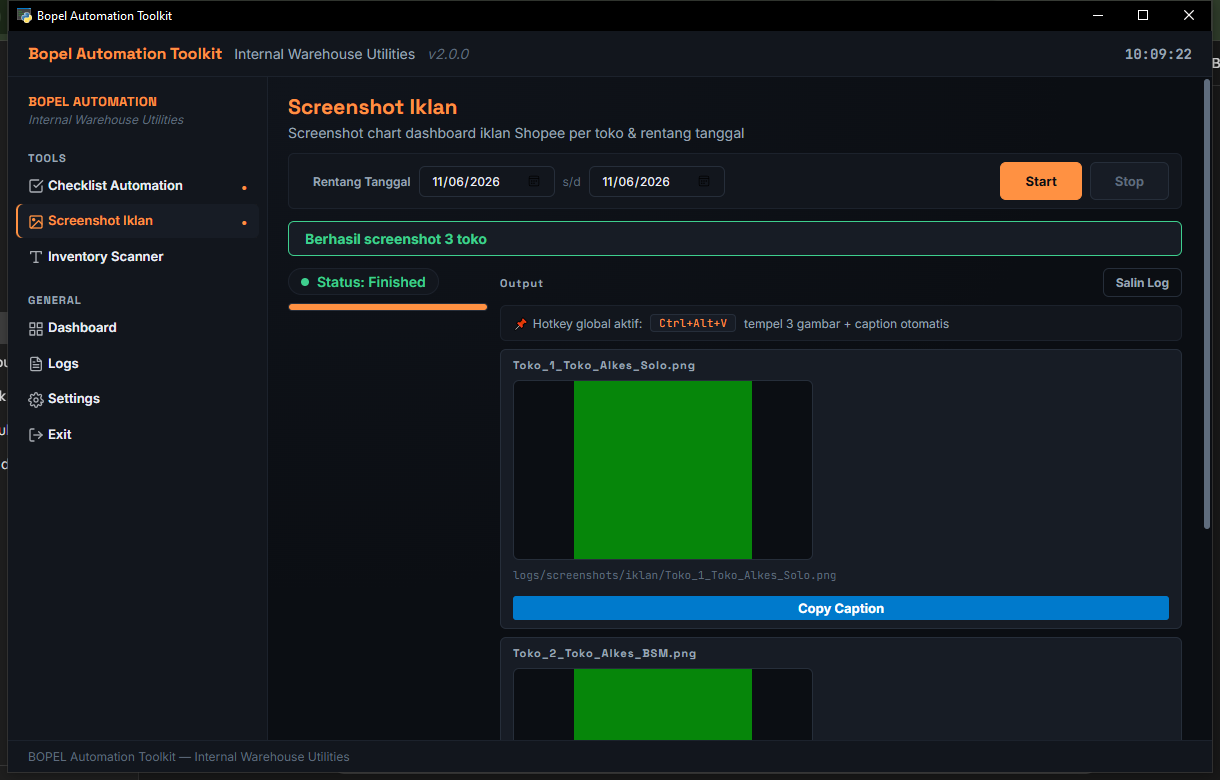 Bopel Automation Toolkit
Bopel Automation Toolkit Internal Warehouse Utilities v2.0.0 10:09:22
BOPEL AUTOMATION
Internal Warehouse Utilities
TOOLS
Checklist Automation
Screenshot Iklan
Inventory Scanner
GENERAL
Dashboard
Logs
Settings
Exit
Screenshot Iklan
Screenshot chart dashboard iklan Shopee per toko & rentang tanggal
Rentang Tanggal 11/06/2026 s/d 11/06/2026 Start Stop
Berhasil screenshot 3 toko
Status: Finished
Output Salin Log
Hotkey global aktif: Ctrl+Alt+V tempel 3 gambar + caption otomatis
Toko_1_Toko_Alkes_Solo.png
logs/screenshots/iklan/Toko_1_Toko_Alkes_Solo.png
Copy Caption
Toko_2_Toko_Alkes_BSM.png
BOPEL Automation Toolkit — Internal Warehouse Utilities